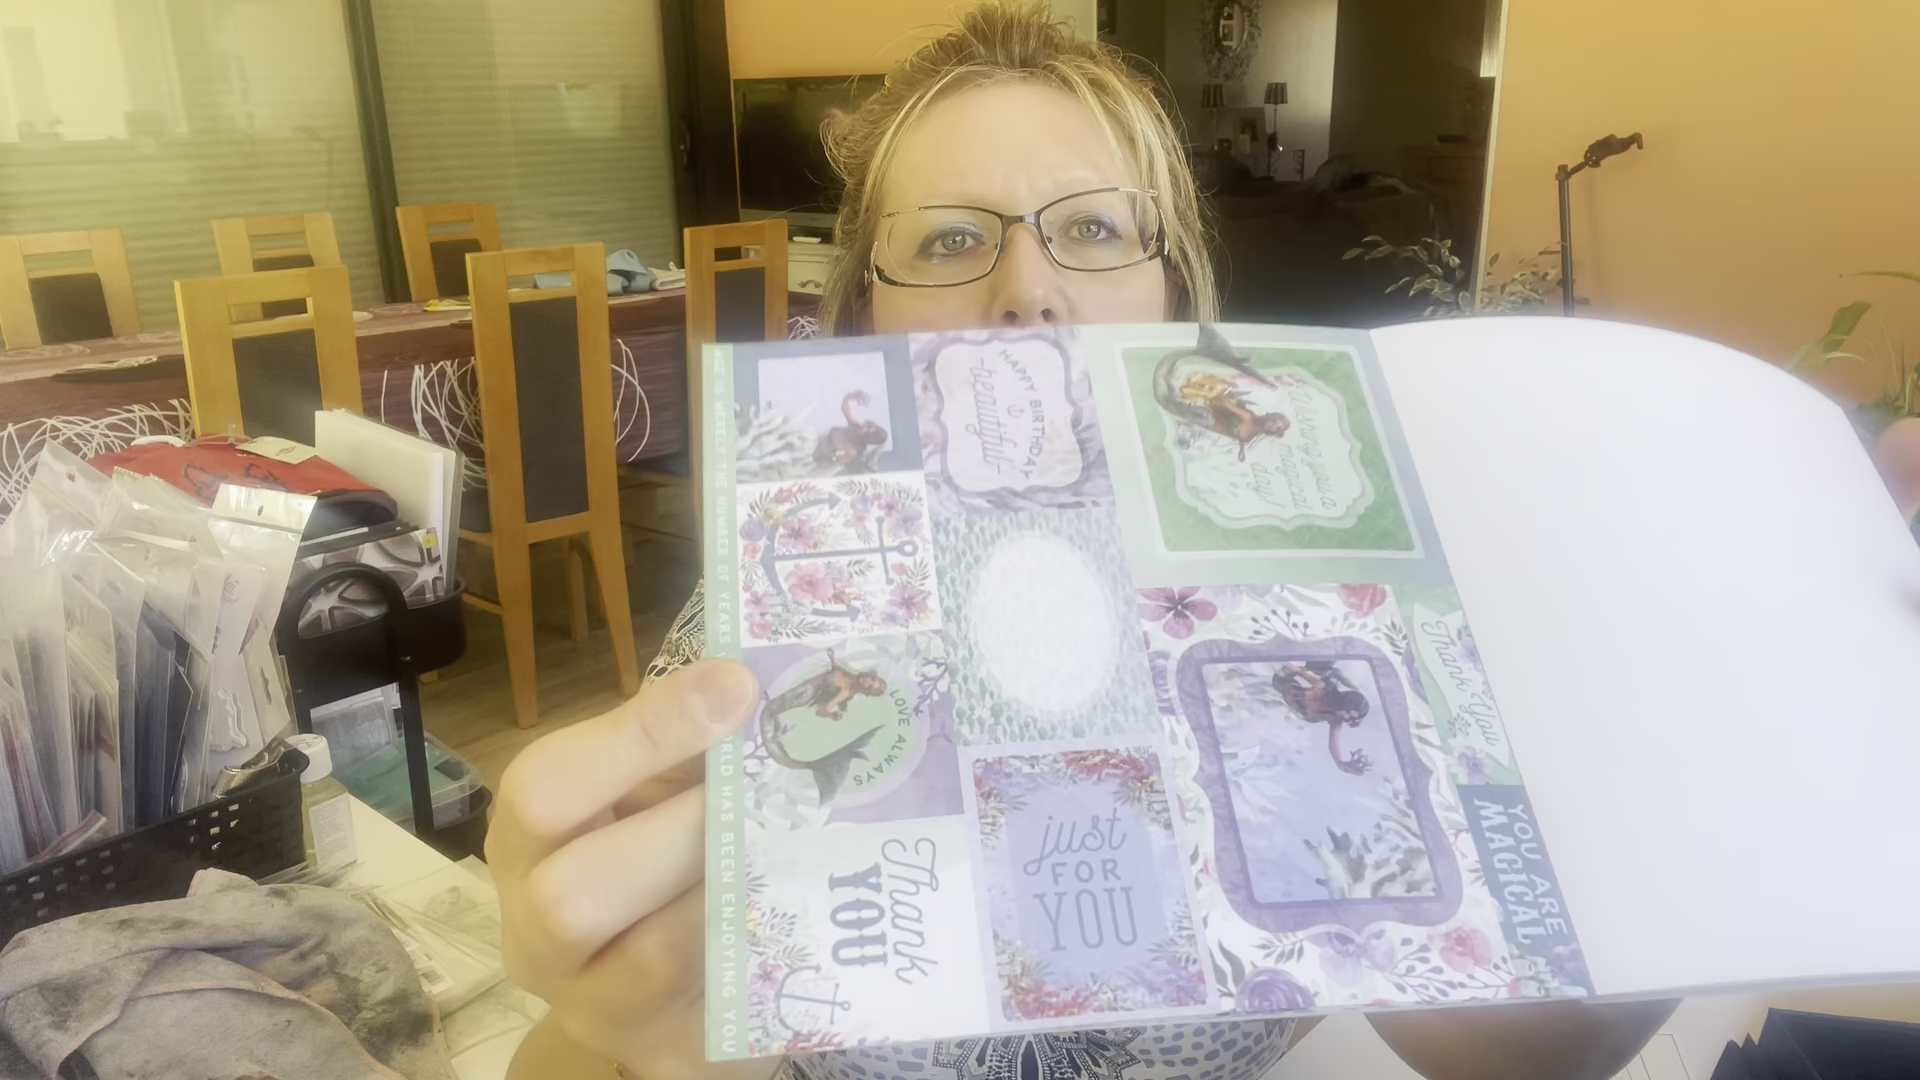 AGE IS MERELY THE NUMBER OF YEARS
WORLD HAS BEEN ENJOYING YOU
HAPPY BIRTHDAY
beautiful
Wishing you a
magical
day!
LOVE ALWAYS
Thank
YOU
just
FOR
YOU
Thank You
YOU ARE
MAGICAL